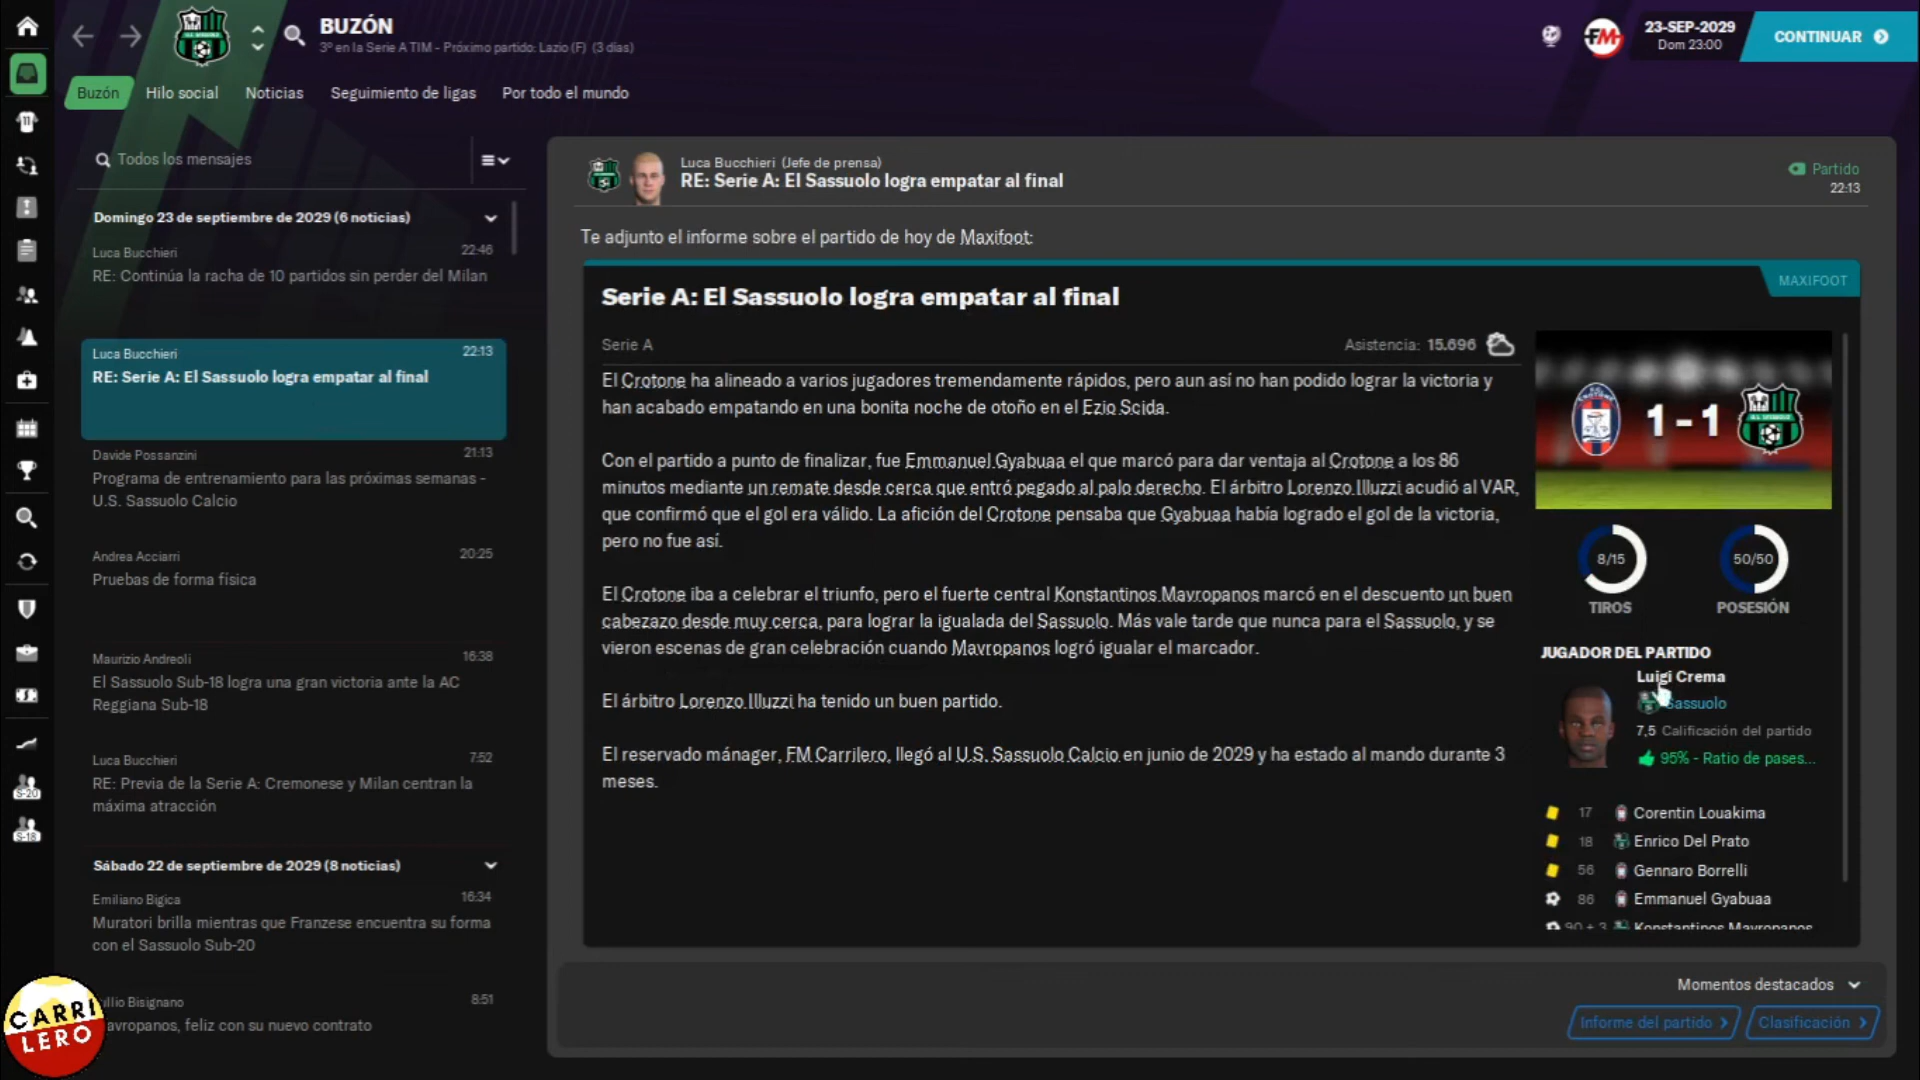 BUZÓN
3º en la Serie A TIM - Próximo partido: Lazio (F) (3 días)
FM
23-SEP-2029
Dom 23:00
CONTINUAR
Buzón
Hilo social
Noticias
Seguimiento de ligas
Por todo el mundo
Todos los mensajes
Domingo 23 de septiembre de 2029 (6 noticias)
Luca Bucchieri
22:46
RE: Continúa la racha de 10 partidos sin perder del Milan
Luca Bucchieri
22:13
RE: Serie A: El Sassuolo logra empatar al final
Davide Possanzini
21:13
Programa de entrenamiento para las próximas semanas -
U.S. Sassuolo Calcio
Andrea Acciarri
20:25
Pruebas de forma física
Maurizio Andreoli
16:38
El Sassuolo Sub-18 logra una gran victoria ante la AC
Reggiana Sub-18
Luca Bucchieri
7:52
RE: Previa de la Serie A: Cremonese y Milan centran la
máxima atracción
Sábado 22 de septiembre de 2029 (8 noticias)
Emiliano Bigica
16:34
Muratori brilla mientras que Franzese encuentra su forma
con el Sassuolo Sub-20
Bisignano
8:51
avropanos, feliz con su nuevo contrato
S-20
S-18
CARRI
LERO
Luca Bucchieri (Jefe de prensa)
RE: Serie A: El Sassuolo logra empatar al final
Partido
22:13
Te adjunto el informe sobre el partido de hoy de Maxifoot:
MAXIFOOT
Serie A: El Sassuolo logra empatar al final
Serie A
Asistencia: 15.696
El Crotone ha alineado a varios jugadores tremendamente rápidos, pero aun así no han podido lograr la victoria y
han acabado empatando en una bonita noche de otoño en el Ezio Scida.
Con el partido a punto de finalizar, fue Emmanuel Gyabuaa el que marcó para dar ventaja al Crotone a los 86
minutos mediante un remate desde cerca que entró pegado al palo derecho. El árbitro Lorenzo Illuzzi acudió al VAR,
que confirmó que el gol era válido. La afición del Crotone pensaba que Gyabuaa había logrado el gol de la victoria,
pero no fue así.
El Crotone iba a celebrar el triunfo, pero el fuerte central Konstantinos Mavropanos marcó en el descuento un buen
cabezazo desde muy cerca, para lograr la igualada del Sassuolo. Más vale tarde que nunca para el Sassuolo, y se
vieron escenas de gran celebración cuando Mavropanos logró igualar el marcador.
El árbitro Lorenzo Illuzzi ha tenido un buen partido.
El reservado mánager, FM Carrilero, llegó al U.S. Sassuolo Calcio en junio de 2029 y ha estado al mando durante 3
meses.
1 - 1
8/15
TIROS
50/50
POSESIÓN
JUGADOR DEL PARTIDO
Luigi Crema
Sassuolo
7,5 Calificación del partido
95% - Ratio de pases...
17 Corentin Louakima
18 Enrico Del Prato
56 Gennaro Borrelli
86 Emmanuel Gyabuaa
90 + 3 Konstantinos Mavropanos
Momentos destacados
Informe del partido
Clasificación